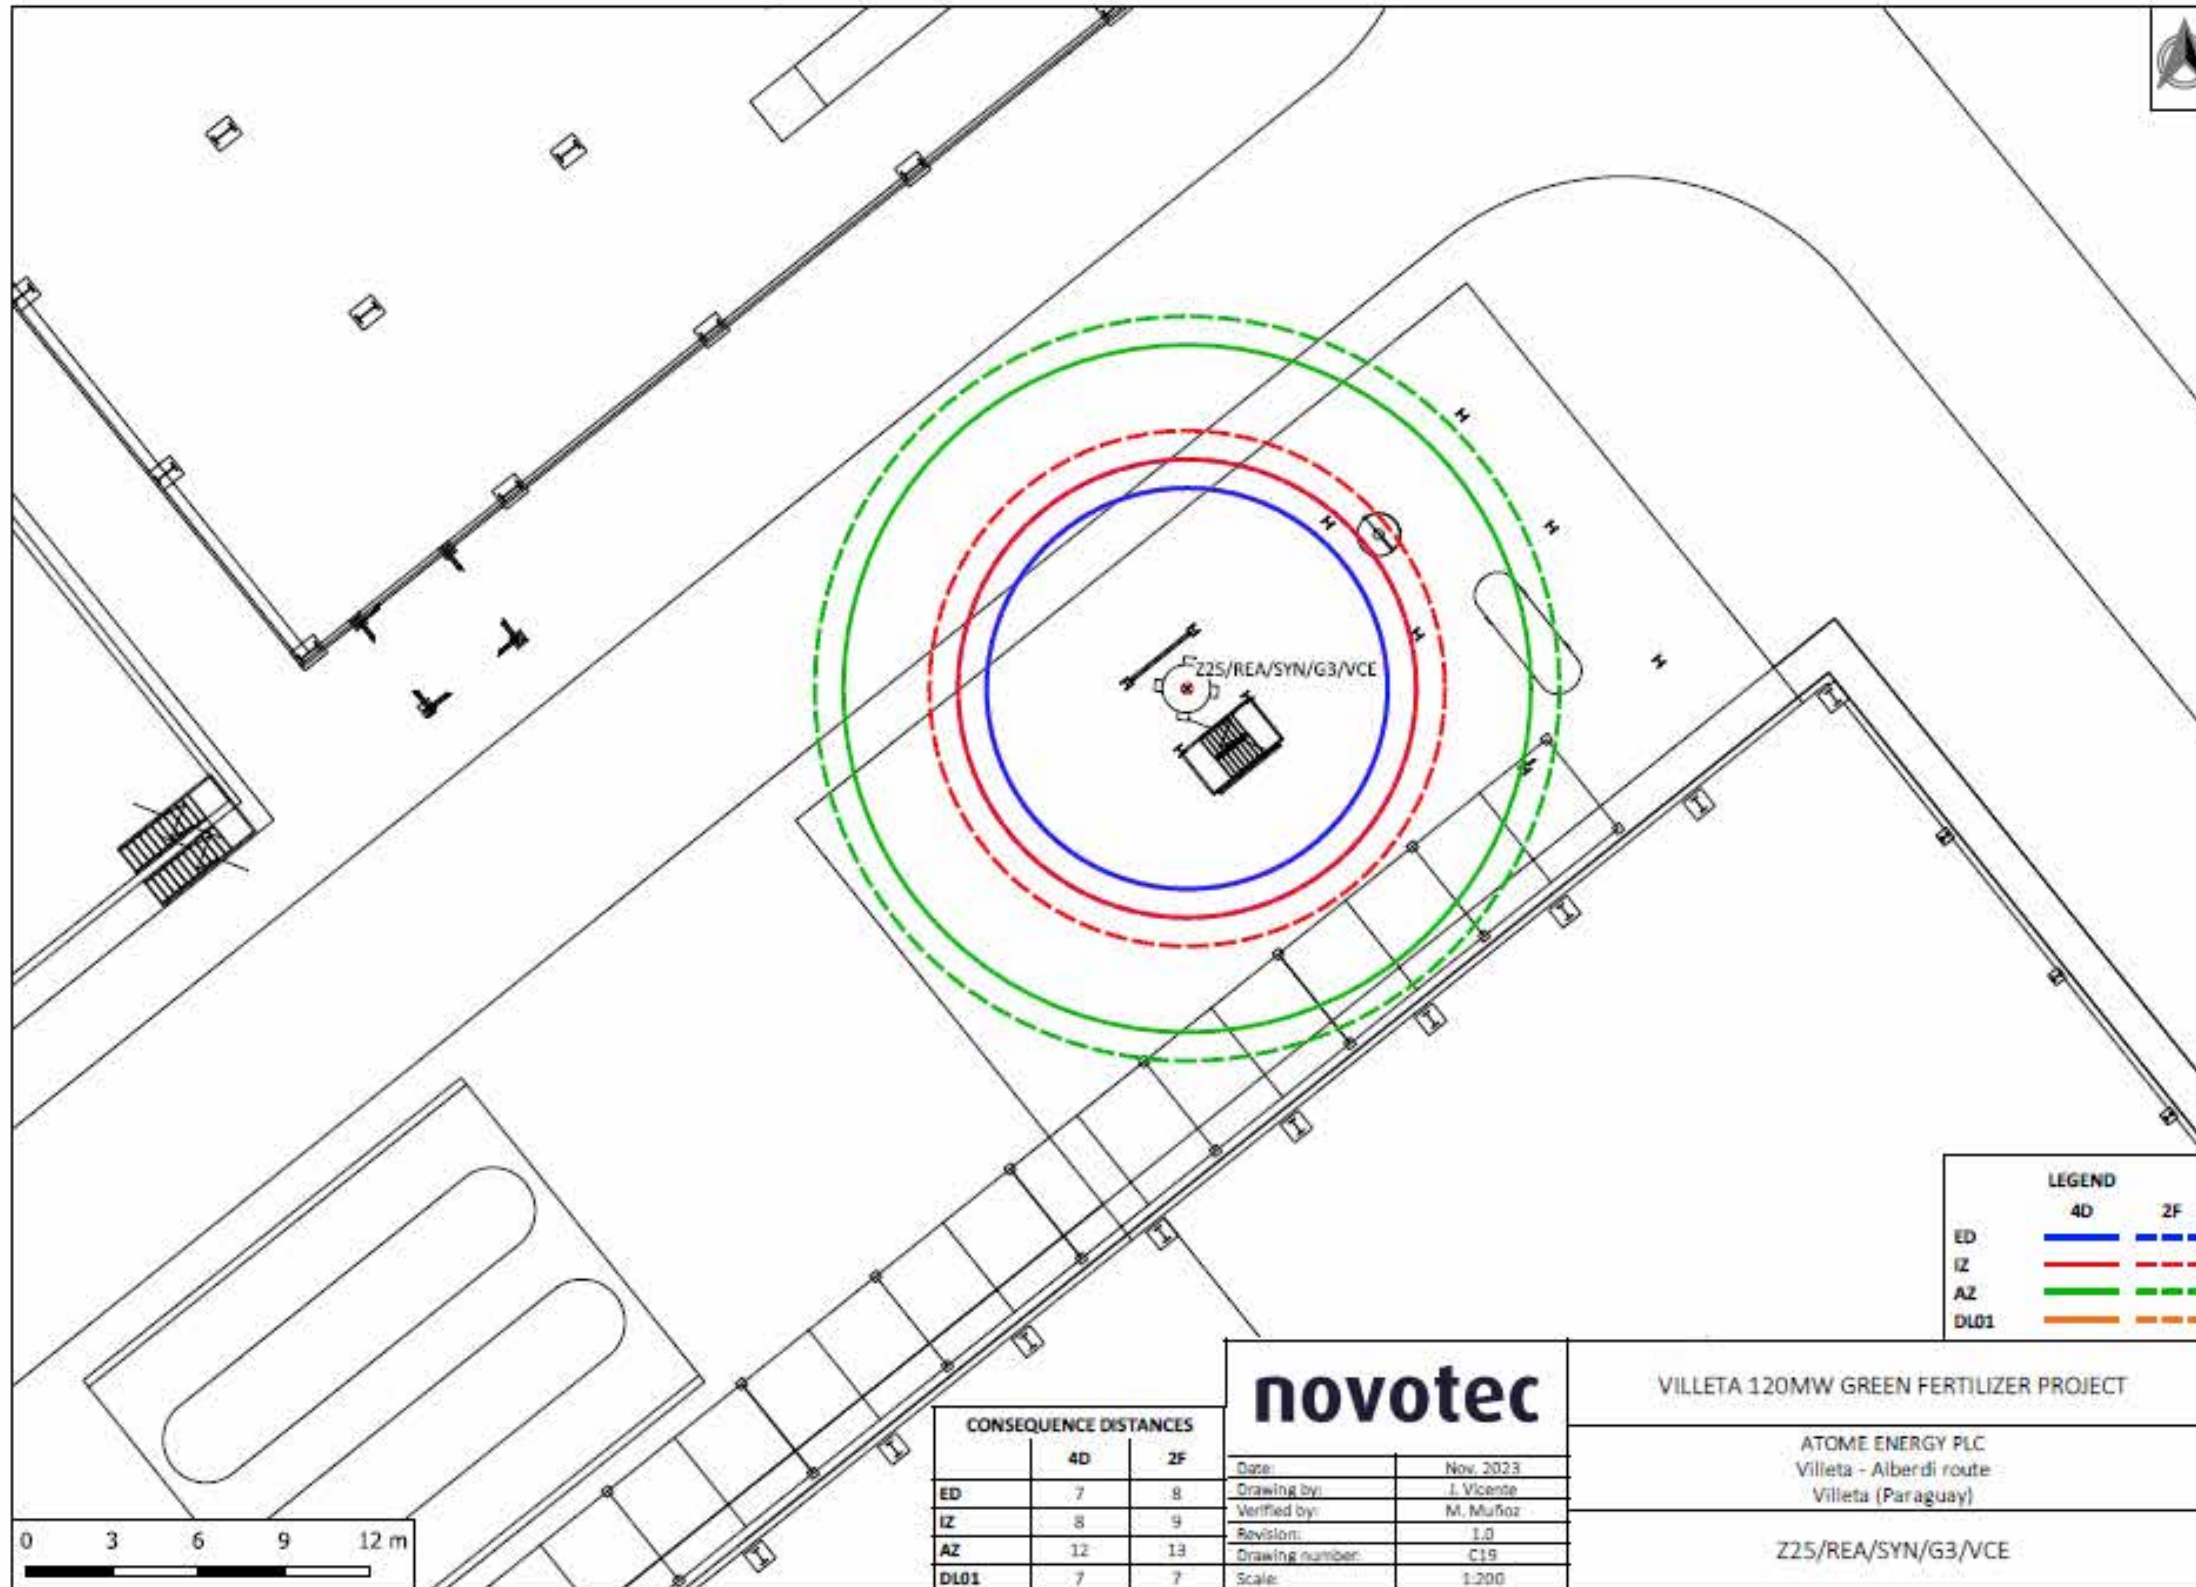 Z25/REA/SYN/G3/VCE
LEGEND
4D 2F
ED
IZ
AZ
DL01
0 3 6 9 12 m
CONSEQUENCE DISTANCES
4D 2F
ED 7 8
IZ 8 9
AZ 12 13
DL01 7 7
novotec
Date: Nov. 2023
Drawing by: J. Vicente
Verified by: M. Muñoz
Revision: 1.0
Drawing number: C19
Scale: 1:200
VILLETA 120MW GREEN FERTILIZER PROJECT
ATOME ENERGY PLC
Villeta - Alberdi route
Villeta (Paraguay)
Z25/REA/SYN/G3/VCE